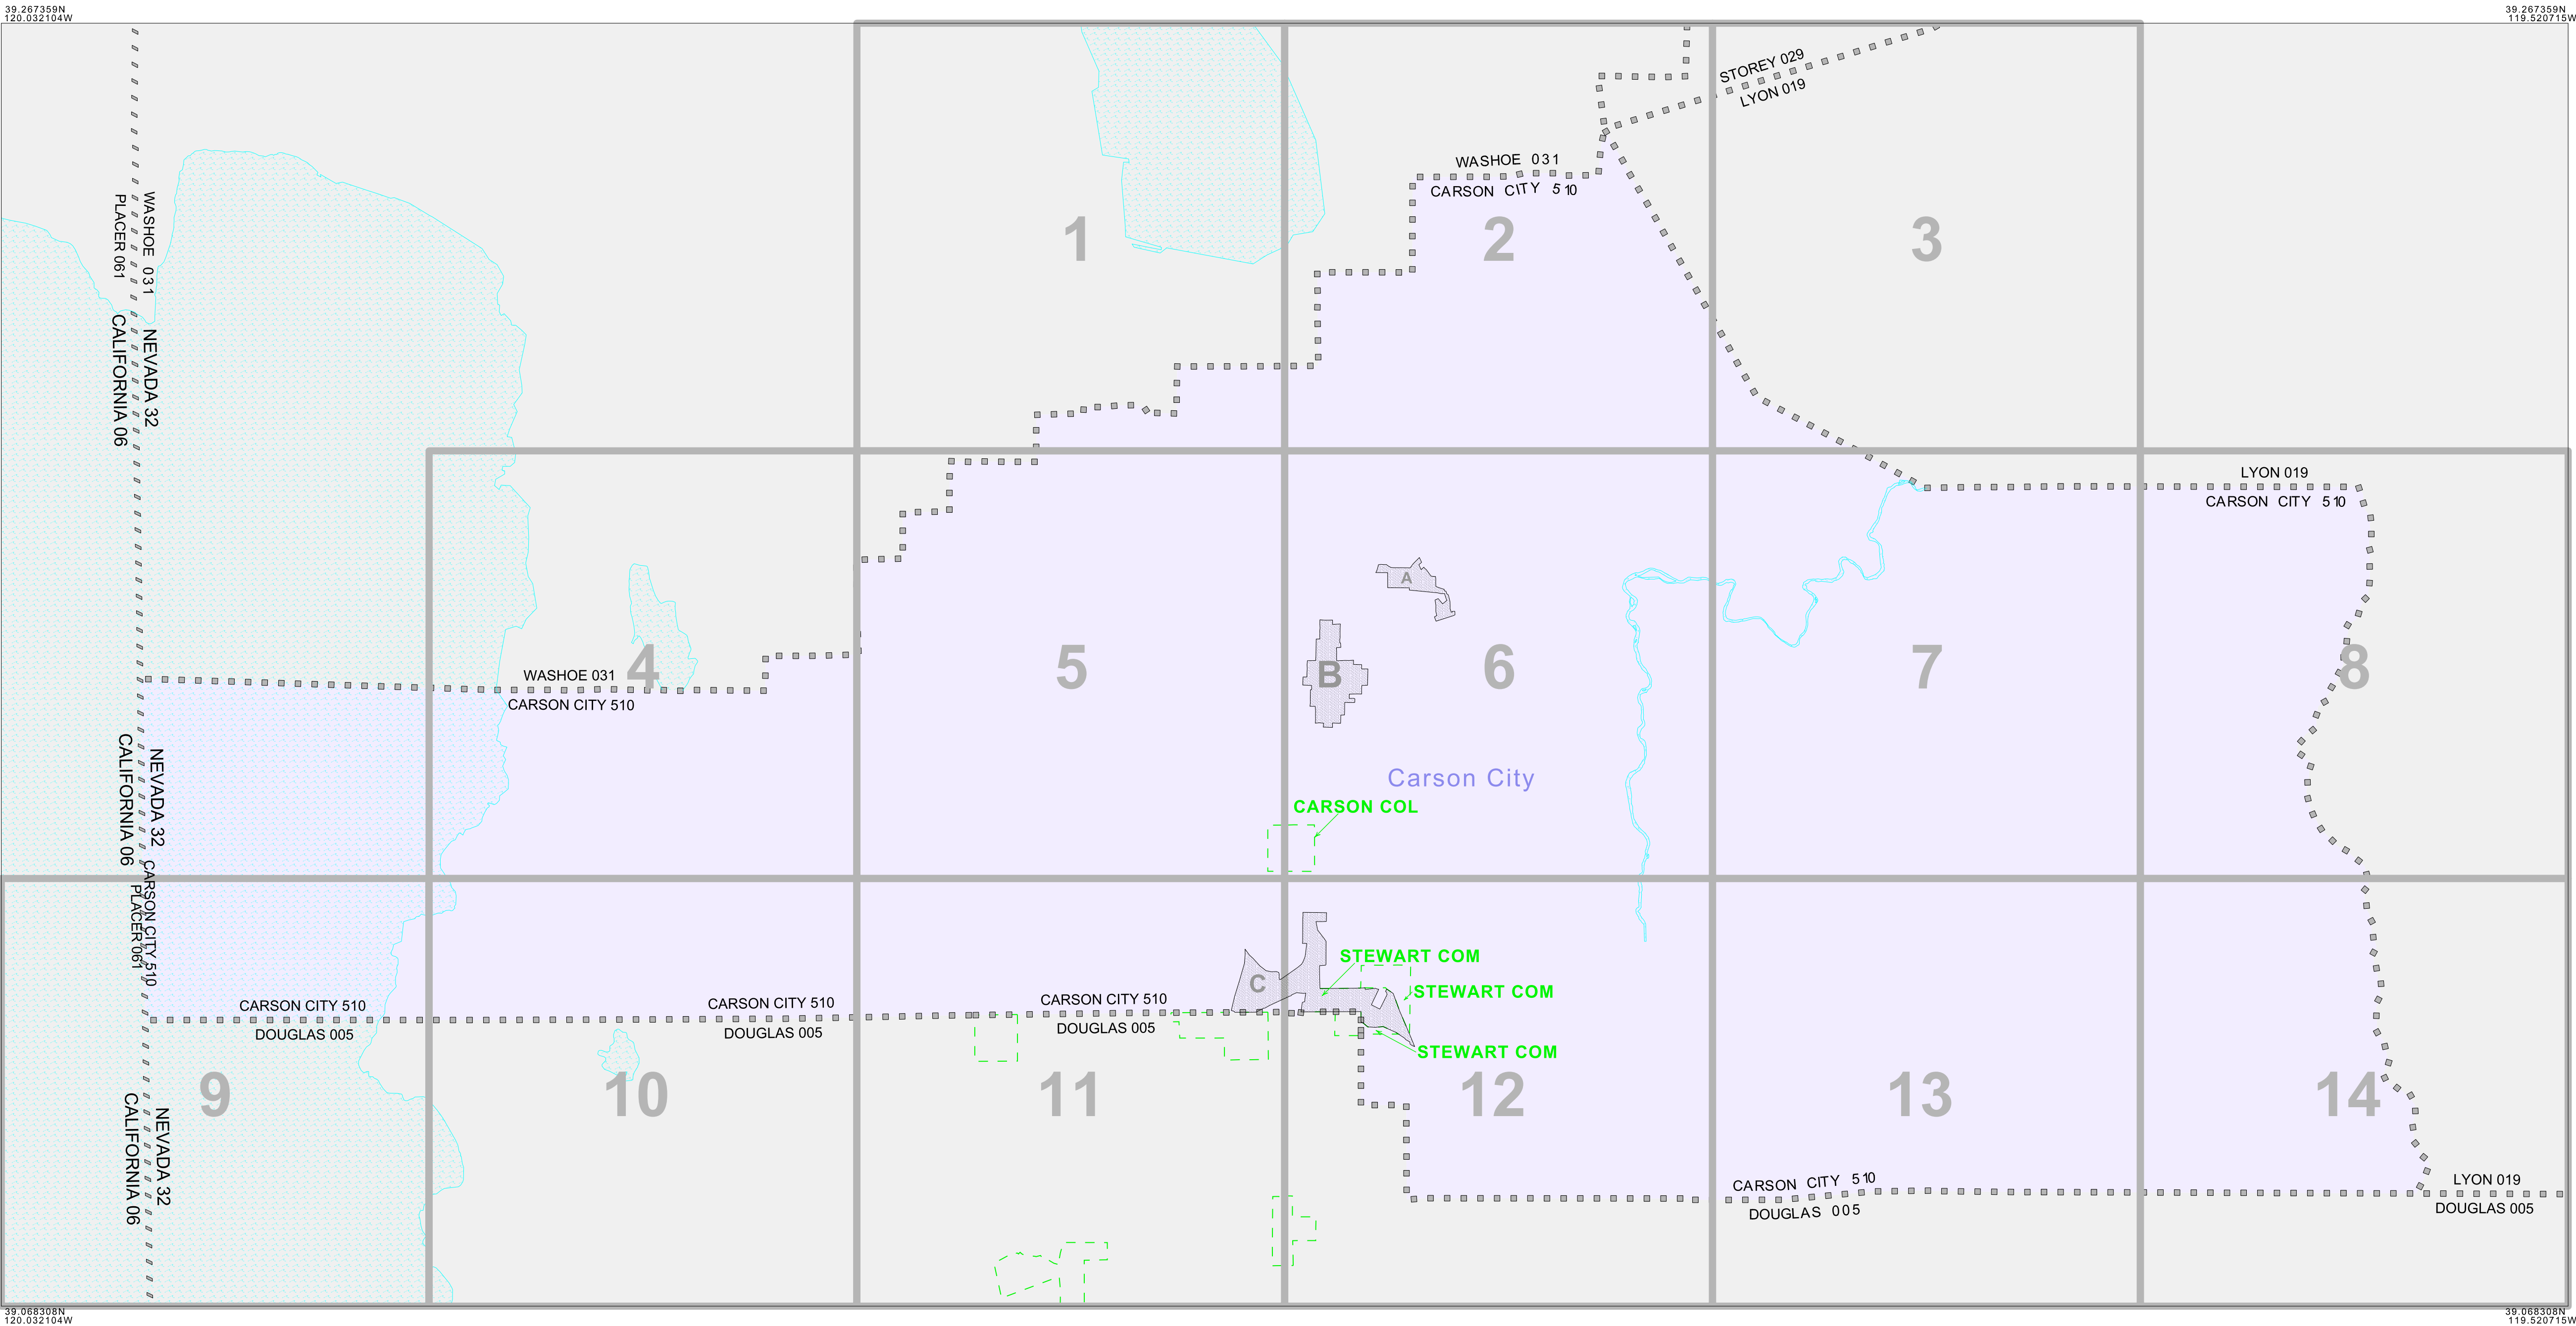 39.267359N
120.032104W
39.267359N
119.520715W
STOREY 029
LYON 019
WASHOE 031
CARSON CITY 510
WASHOE 031
PLACER 061
1
2
3
NEVADA 32
CALIFORNIA 06
LYON 019
CARSON CITY 510
A
B
4
5
6
7
8
WASHOE 031
CARSON CITY 510
Carson City
CARSON COL
NEVADA 32
CALIFORNIA 06
CARSON CITY 510
PLACER 061
STEWART COM
C
STEWART COM
CARSON CITY 510
DOUGLAS 005
CARSON CITY 510
DOUGLAS 005
CARSON CITY 510
DOUGLAS 005
STEWART COM
9
10
11
12
13
14
NEVADA 32
CALIFORNIA 06
CARSON CITY 510
DOUGLAS 005
LYON 019
DOUGLAS 005
39.068308N
120.032104W
39.068308N
119.520715W